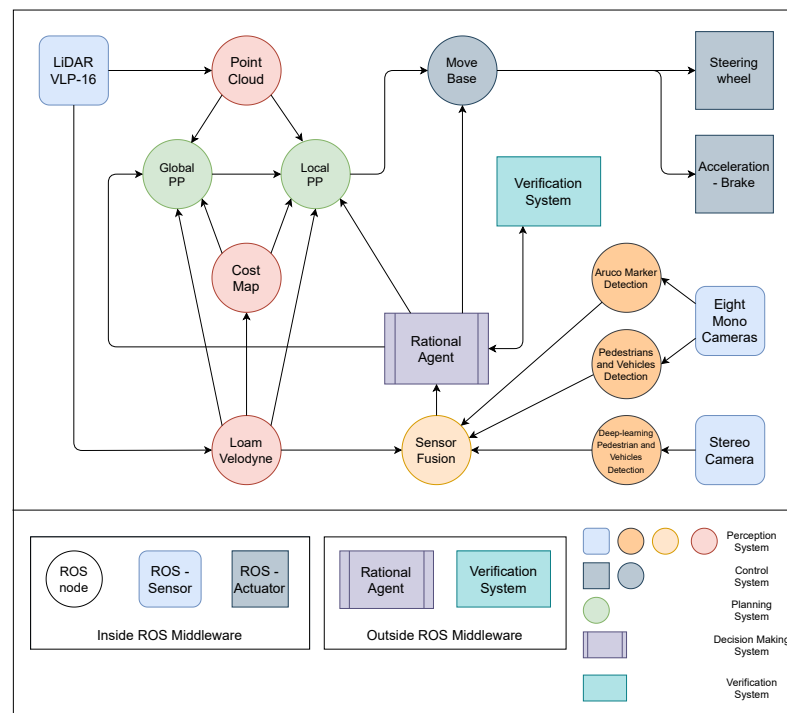 LiDAR
VLP-16
Point
Cloud
Move
Base
Steering
wheel
Global
PP
Local
PP
Verification
System
Acceleration
- Brake
Cost
Map
Aruco Marker
Detection
Eight
Mono
Cameras
Rational
Agent
Pedestrians
and Vehicles
Detection
Loam
Velodyne
Sensor
Fusion
Deep-learning
Pedestrian and
Vehicles
Detection
Stereo
Camera
ROS
node
ROS -
Sensor
ROS -
Actuator
Inside ROS Middleware
Rational
Agent
Verification
System
Outside ROS Middleware
Perception
System
Control
System
Planning
System
Decision Making
System
Verification
System